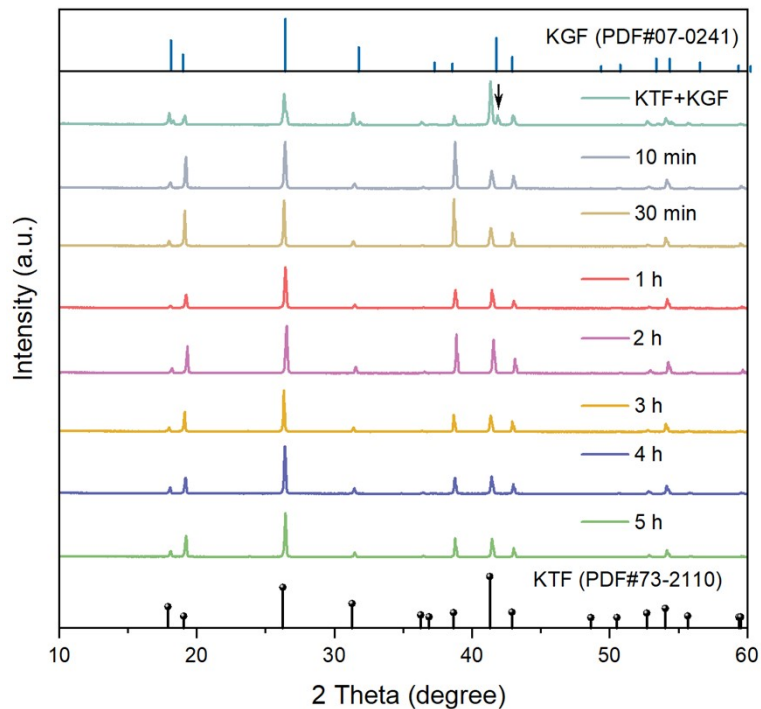 KGF (PDF#07-0241)
KTF+KGF
10 min
30 min
1 h
2 h
3 h
4 h
5 h
KTF (PDF#73-2110)
Intensity (a.u.)
10 20 30 40 50 60
2 Theta (degree)